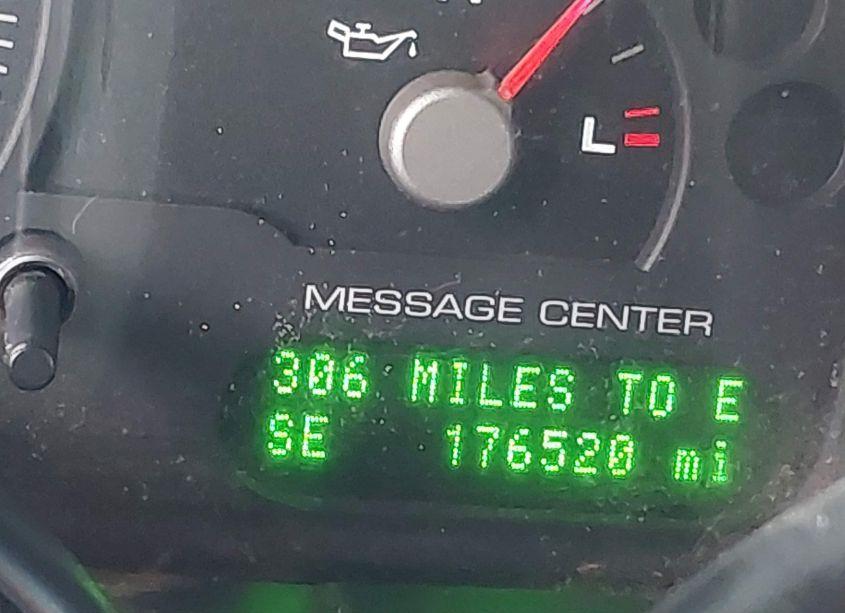 L
MESSAGE CENTER
306 MILES TO E
SE 176520 mi